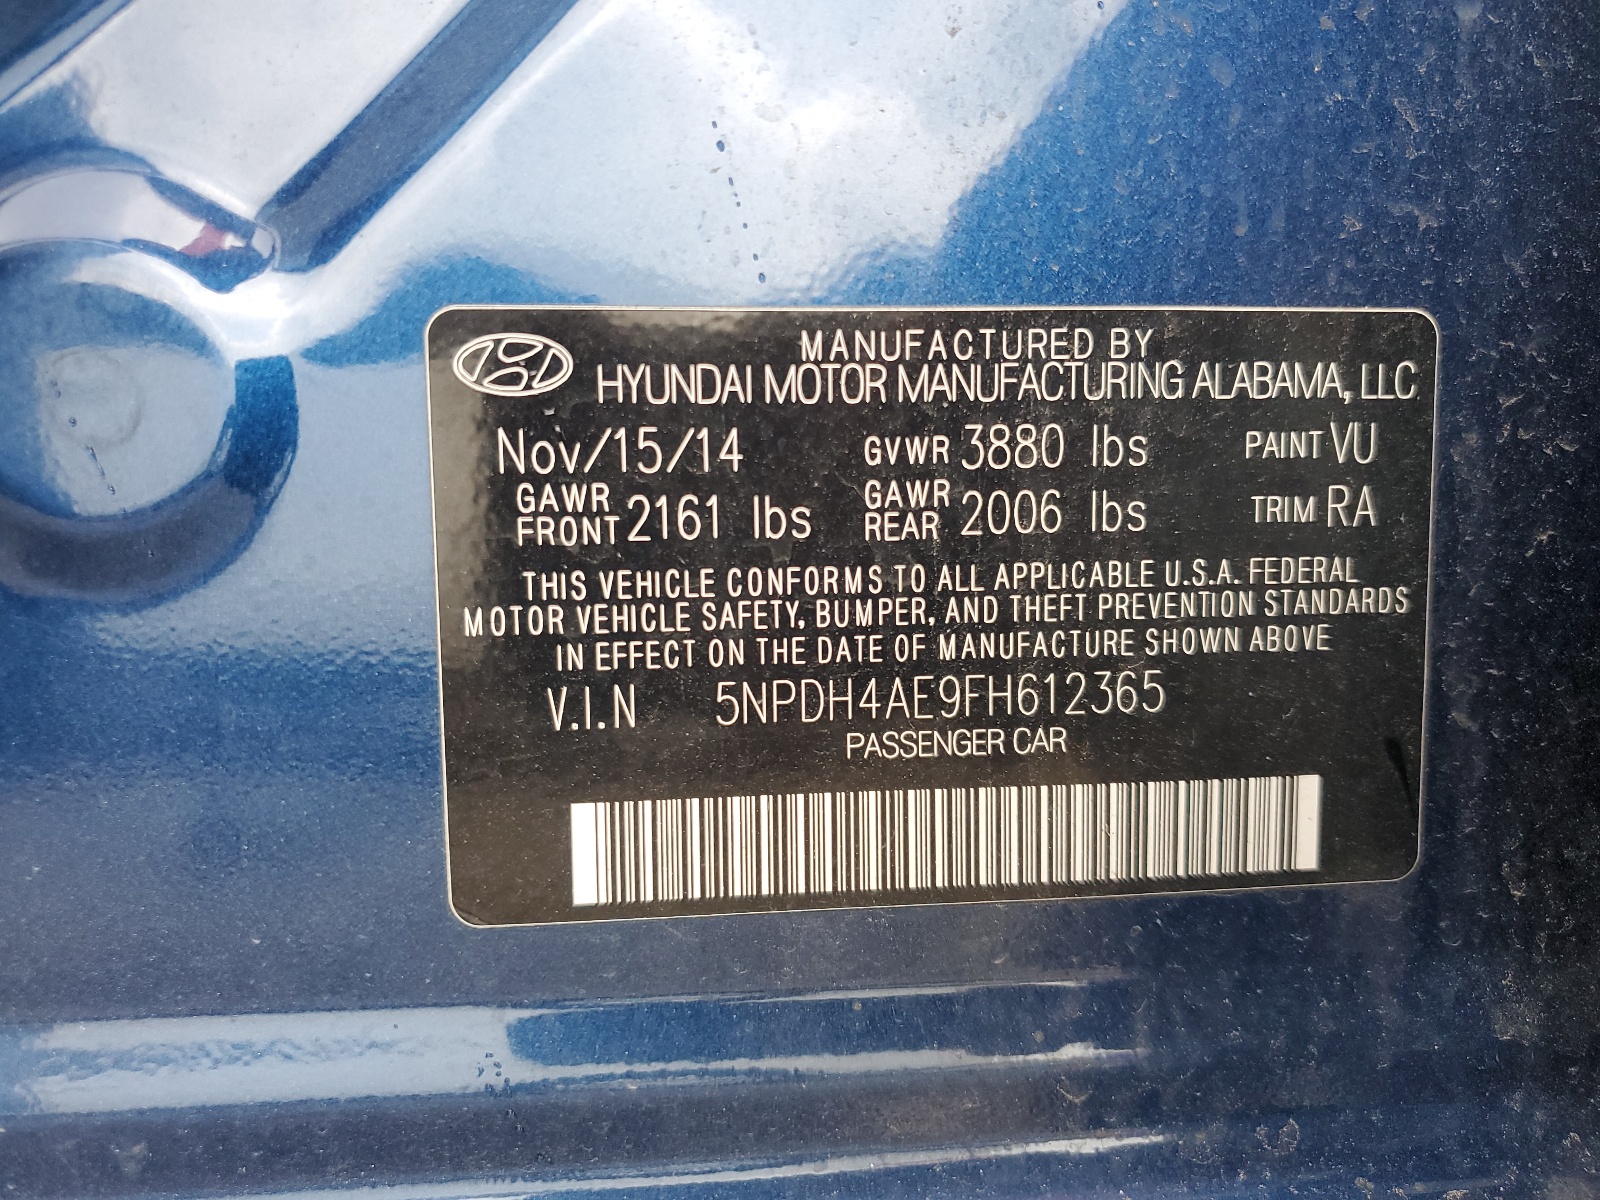 MANUFACTURED BY
HYUNDAI MOTOR MANUFACTURING ALABAMA, LLC
Nov/15/14 GVWR 3880 lbs PAINT VU
GAWR FRONT 2161 lbs GAWR REAR 2006 lbs TRIM RA
THIS VEHICLE CONFORMS TO ALL APPLICABLE U.S.A. FEDERAL
MOTOR VEHICLE SAFETY, BUMPER, AND THEFT PREVENTION STANDARDS
IN EFFECT ON THE DATE OF MANUFACTURE SHOWN ABOVE
V.I.N 5NPDH4AE9FH612365
PASSENGER CAR